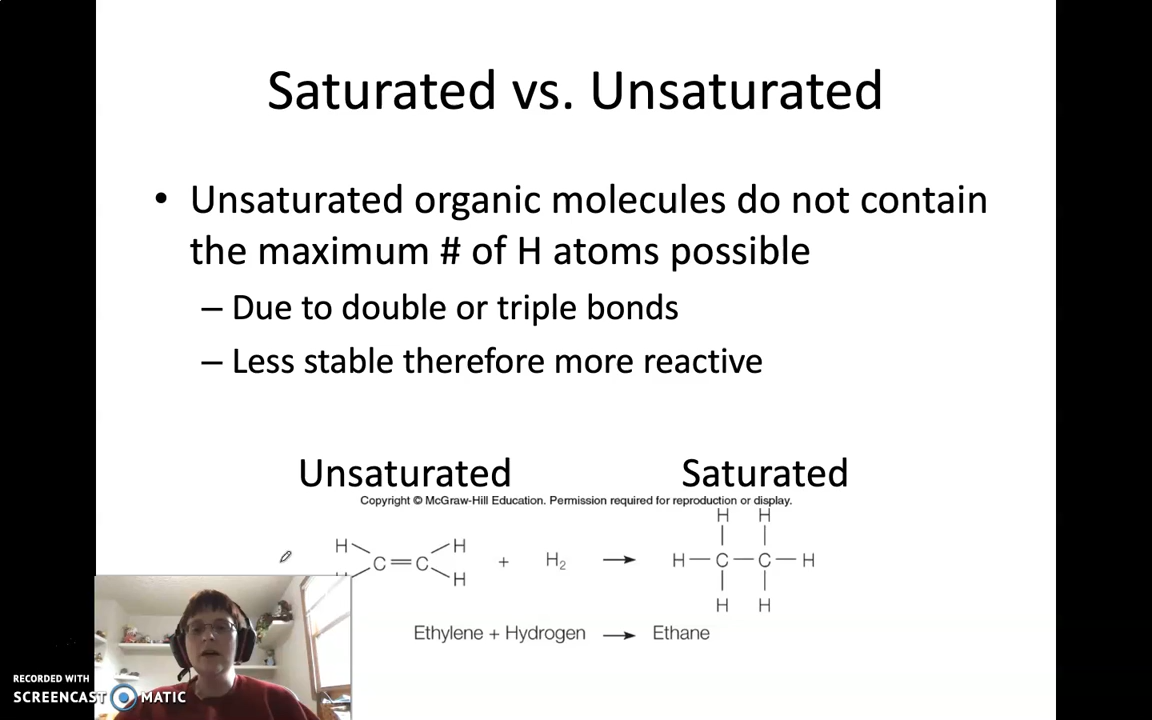 Saturated vs. Unsaturated
• Unsaturated organic molecules do not contain
the maximum # of H atoms possible
– Due to double or triple bonds
– Less stable therefore more reactive
Unsaturated Saturated
Copyright © McGraw-Hill Education. Permission required for reproduction or display.
H H
H H
C=C + H₂ → H—C—C—H
H
H H
Ethylene + Hydrogen → Ethane
RECORDED WITH
SCREENCAST MATIC